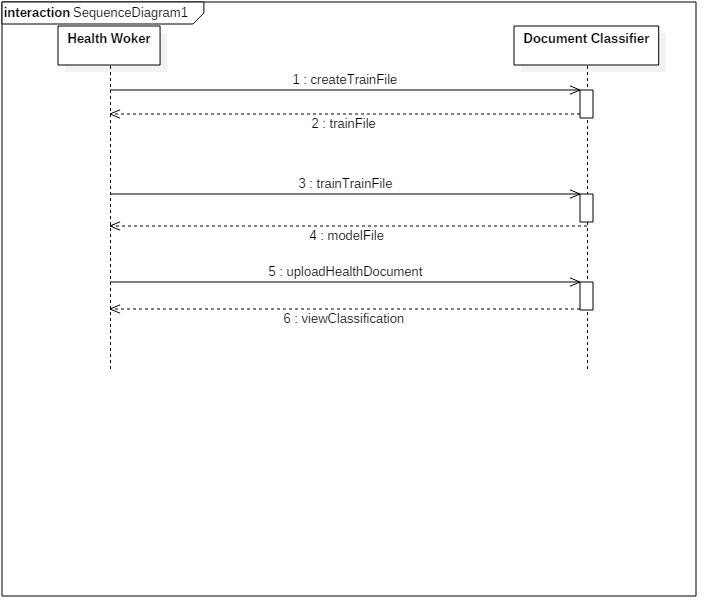 interaction SequenceDiagram1
Health Woker
Document Classifier
1 : createTrainFile
2 : trainFile
3 : trainTrainFile
4 : modelFile
5 : uploadHealthDocument
6 : viewClassification